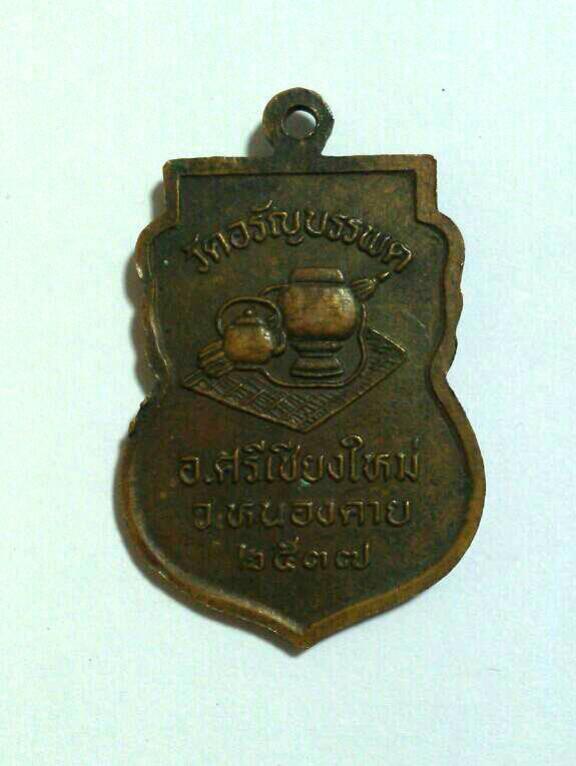 วัดอรัญบรรพต
อ.ศรีเชียงใหม่
จ.หนองคาย
๒๕๓๗